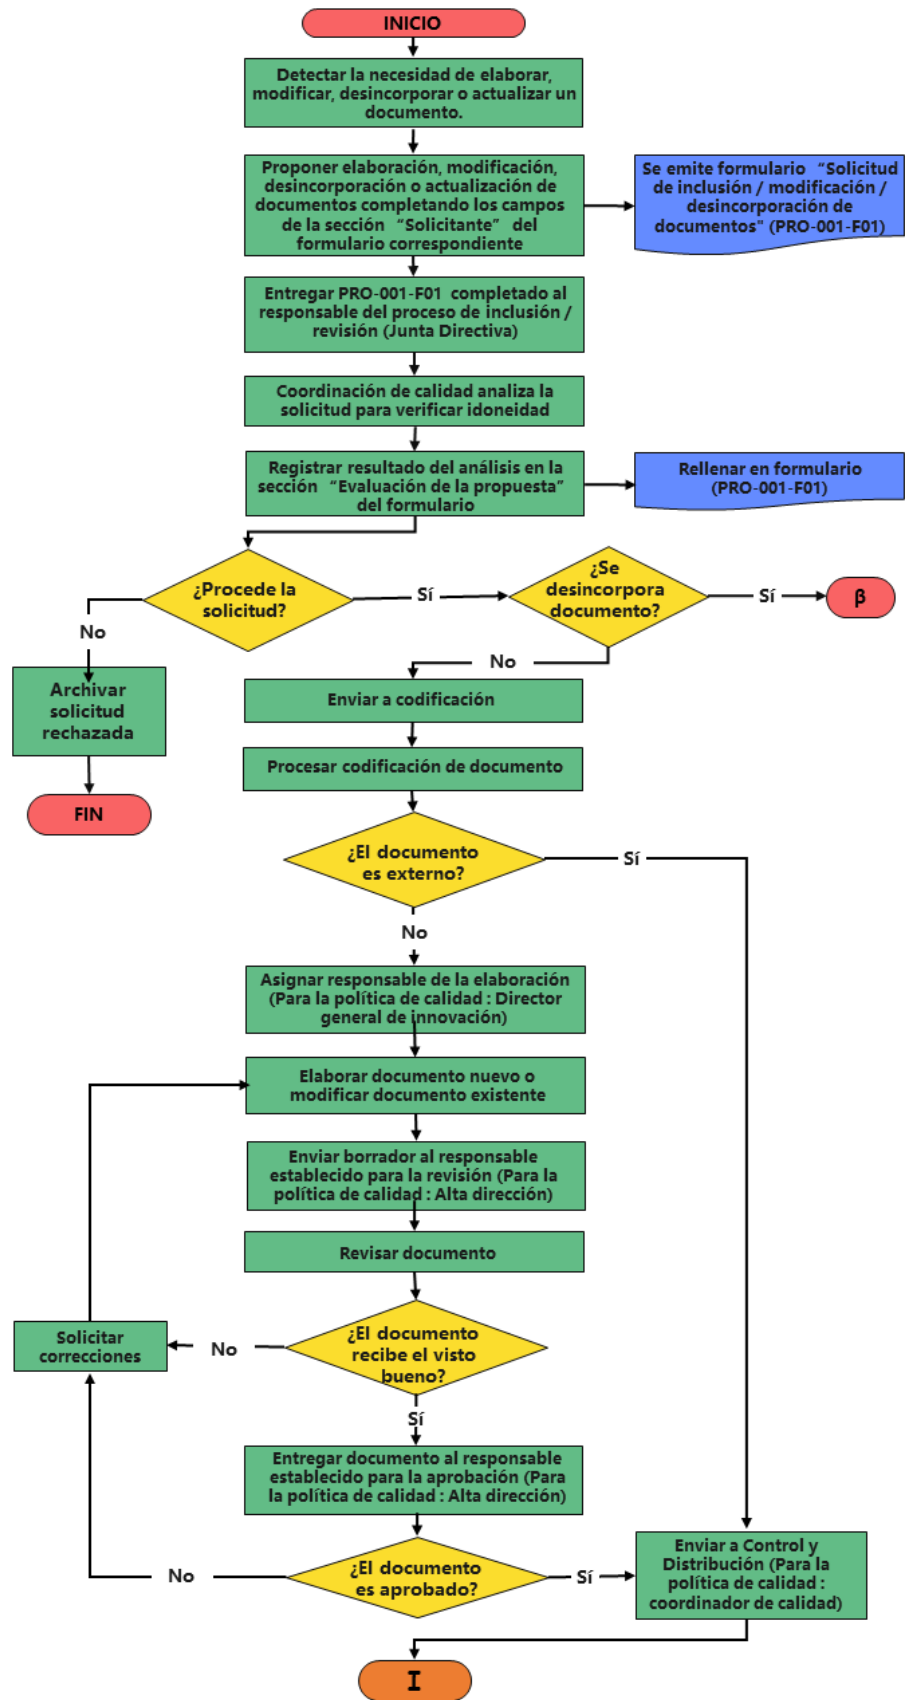 INICIO
Detectar la necesidad de elaborar,
modificar, desincorporar o actualizar un
documento.
Proponer elaboración, modificación,
desincorporación o actualización de
documentos completando los campos
de la sección “Solicitante” del
formulario correspondiente
Se emite formulario “Solicitud
de inclusión / modificación /
desincorporación de
documentos" (PRO-001-F01)
Entregar PRO-001-F01 completado al
responsable del proceso de inclusión /
revisión (Junta Directiva)
Coordinación de calidad analiza la
solicitud para verificar idoneidad
Registrar resultado del análisis en la
sección “Evaluación de la propuesta”
del formulario
Rellenar en formulario
(PRO-001-F01)
¿Procede la
solicitud?
Sí
¿Se
desincorpora
documento?
Sí
β
No
No
Archivar
solicitud
rechazada
FIN
Enviar a codificación
Procesar codificación de documento
¿El documento
es externo?
Sí
No
Asignar responsable de la elaboración
(Para la política de calidad : Director
general de innovación)
Elaborar documento nuevo o
modificar documento existente
Enviar borrador al responsable
establecido para la revisión (Para la
política de calidad : Alta dirección)
Revisar documento
¿El documento
recibe el visto
bueno?
No
Solicitar
correcciones
Sí
Entregar documento al responsable
establecido para la aprobación (Para
la política de calidad : Alta dirección)
¿El documento
es aprobado?
No
Sí
Enviar a Control y
Distribución (Para la
política de calidad :
coordinador de calidad)
I